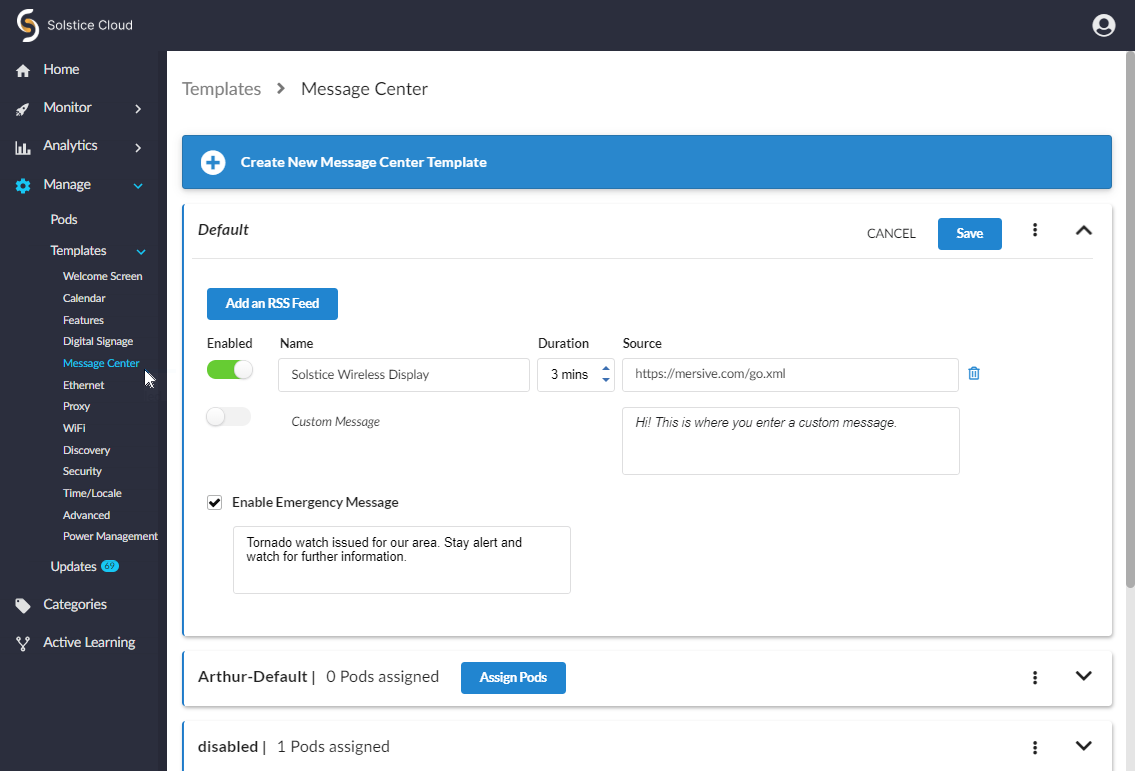 Solstice Cloud
Home
Monitor
Analytics
Manage
Pods
Templates
Welcome Screen
Calendar
Features
Digital Signage
Message Center
Ethernet
Proxy
WiFi
Discovery
Security
Time/Locale
Advanced
Power Management
Updates 69
Categories
Active Learning
Templates > Message Center
Create New Message Center Template
Default
CANCEL
Save
Add an RSS Feed
Enabled Name Duration Source
Solstice Wireless Display 3 mins https://mersive.com/go.xml
Custom Message Hi! This is where you enter a custom message.
Enable Emergency Message
Tornado watch issued for our area. Stay alert and
watch for further information.
Arthur-Default | 0 Pods assigned Assign Pods
disabled | 1 Pods assigned